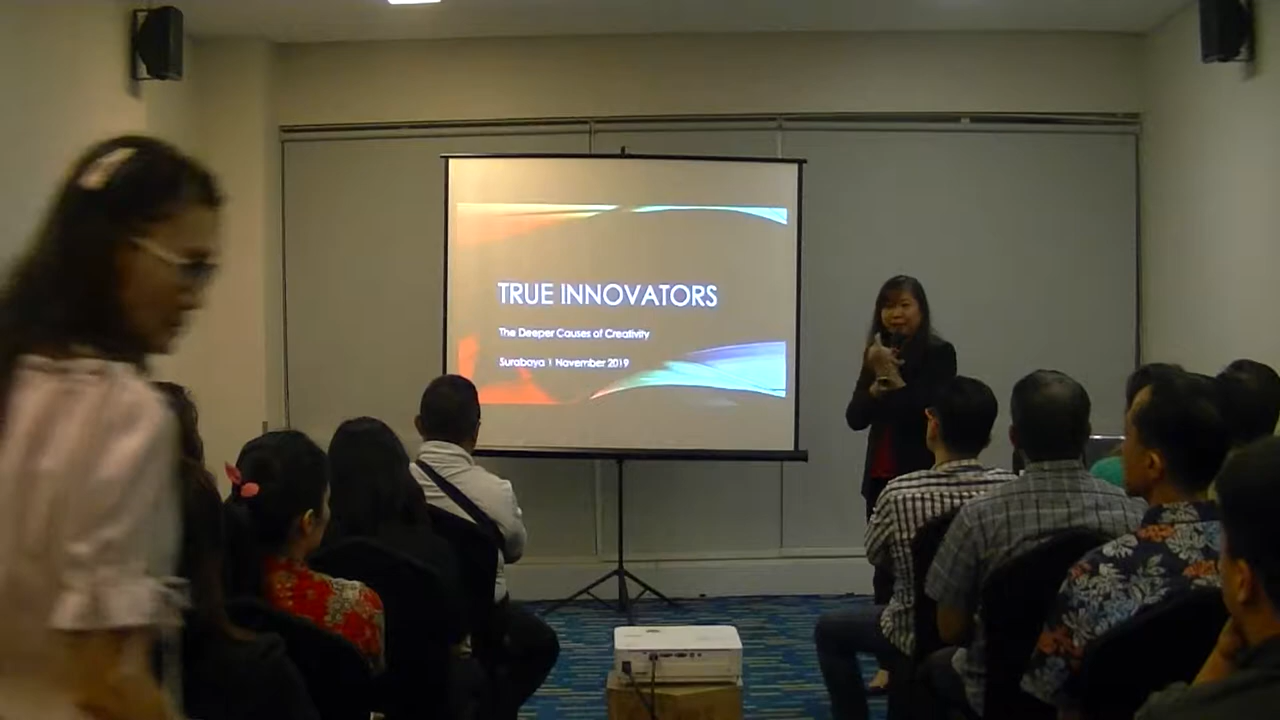 TRUE INNOVATORS
The Deeper Causes of Creativity
Surabaya 1 November 2019